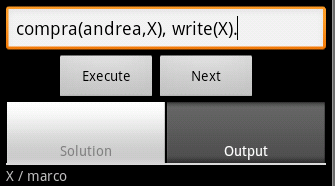 compra(andrea,X), write(X).
Execute Next
Solution Output
X / marco